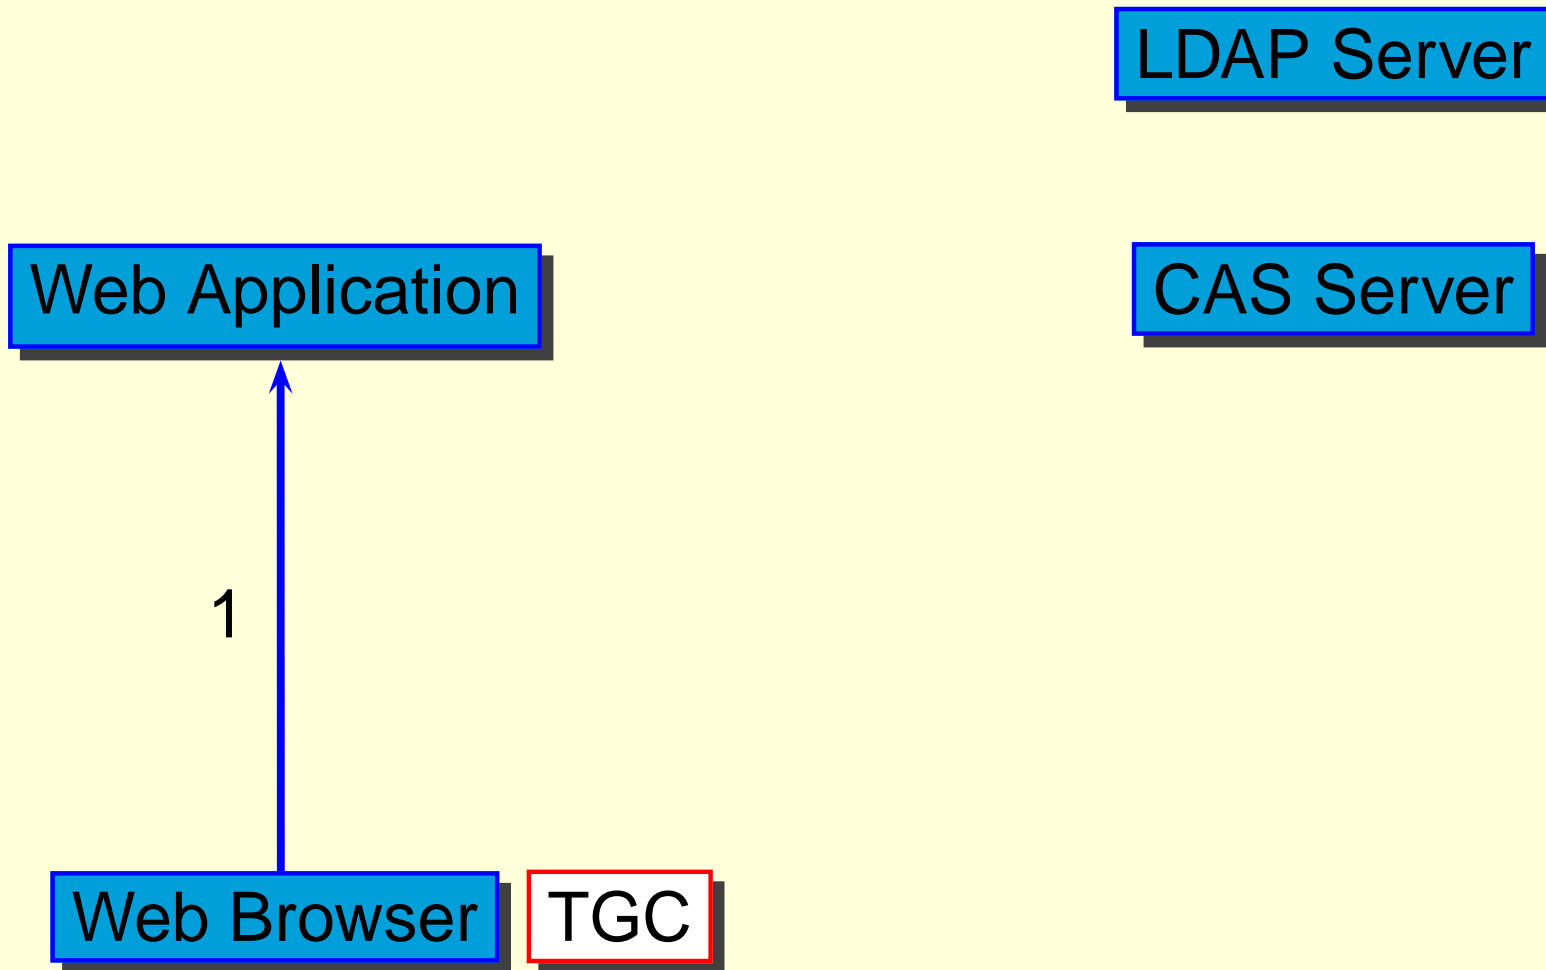 LDAP Server
Web Application
CAS Server
1
Web Browser
TGC